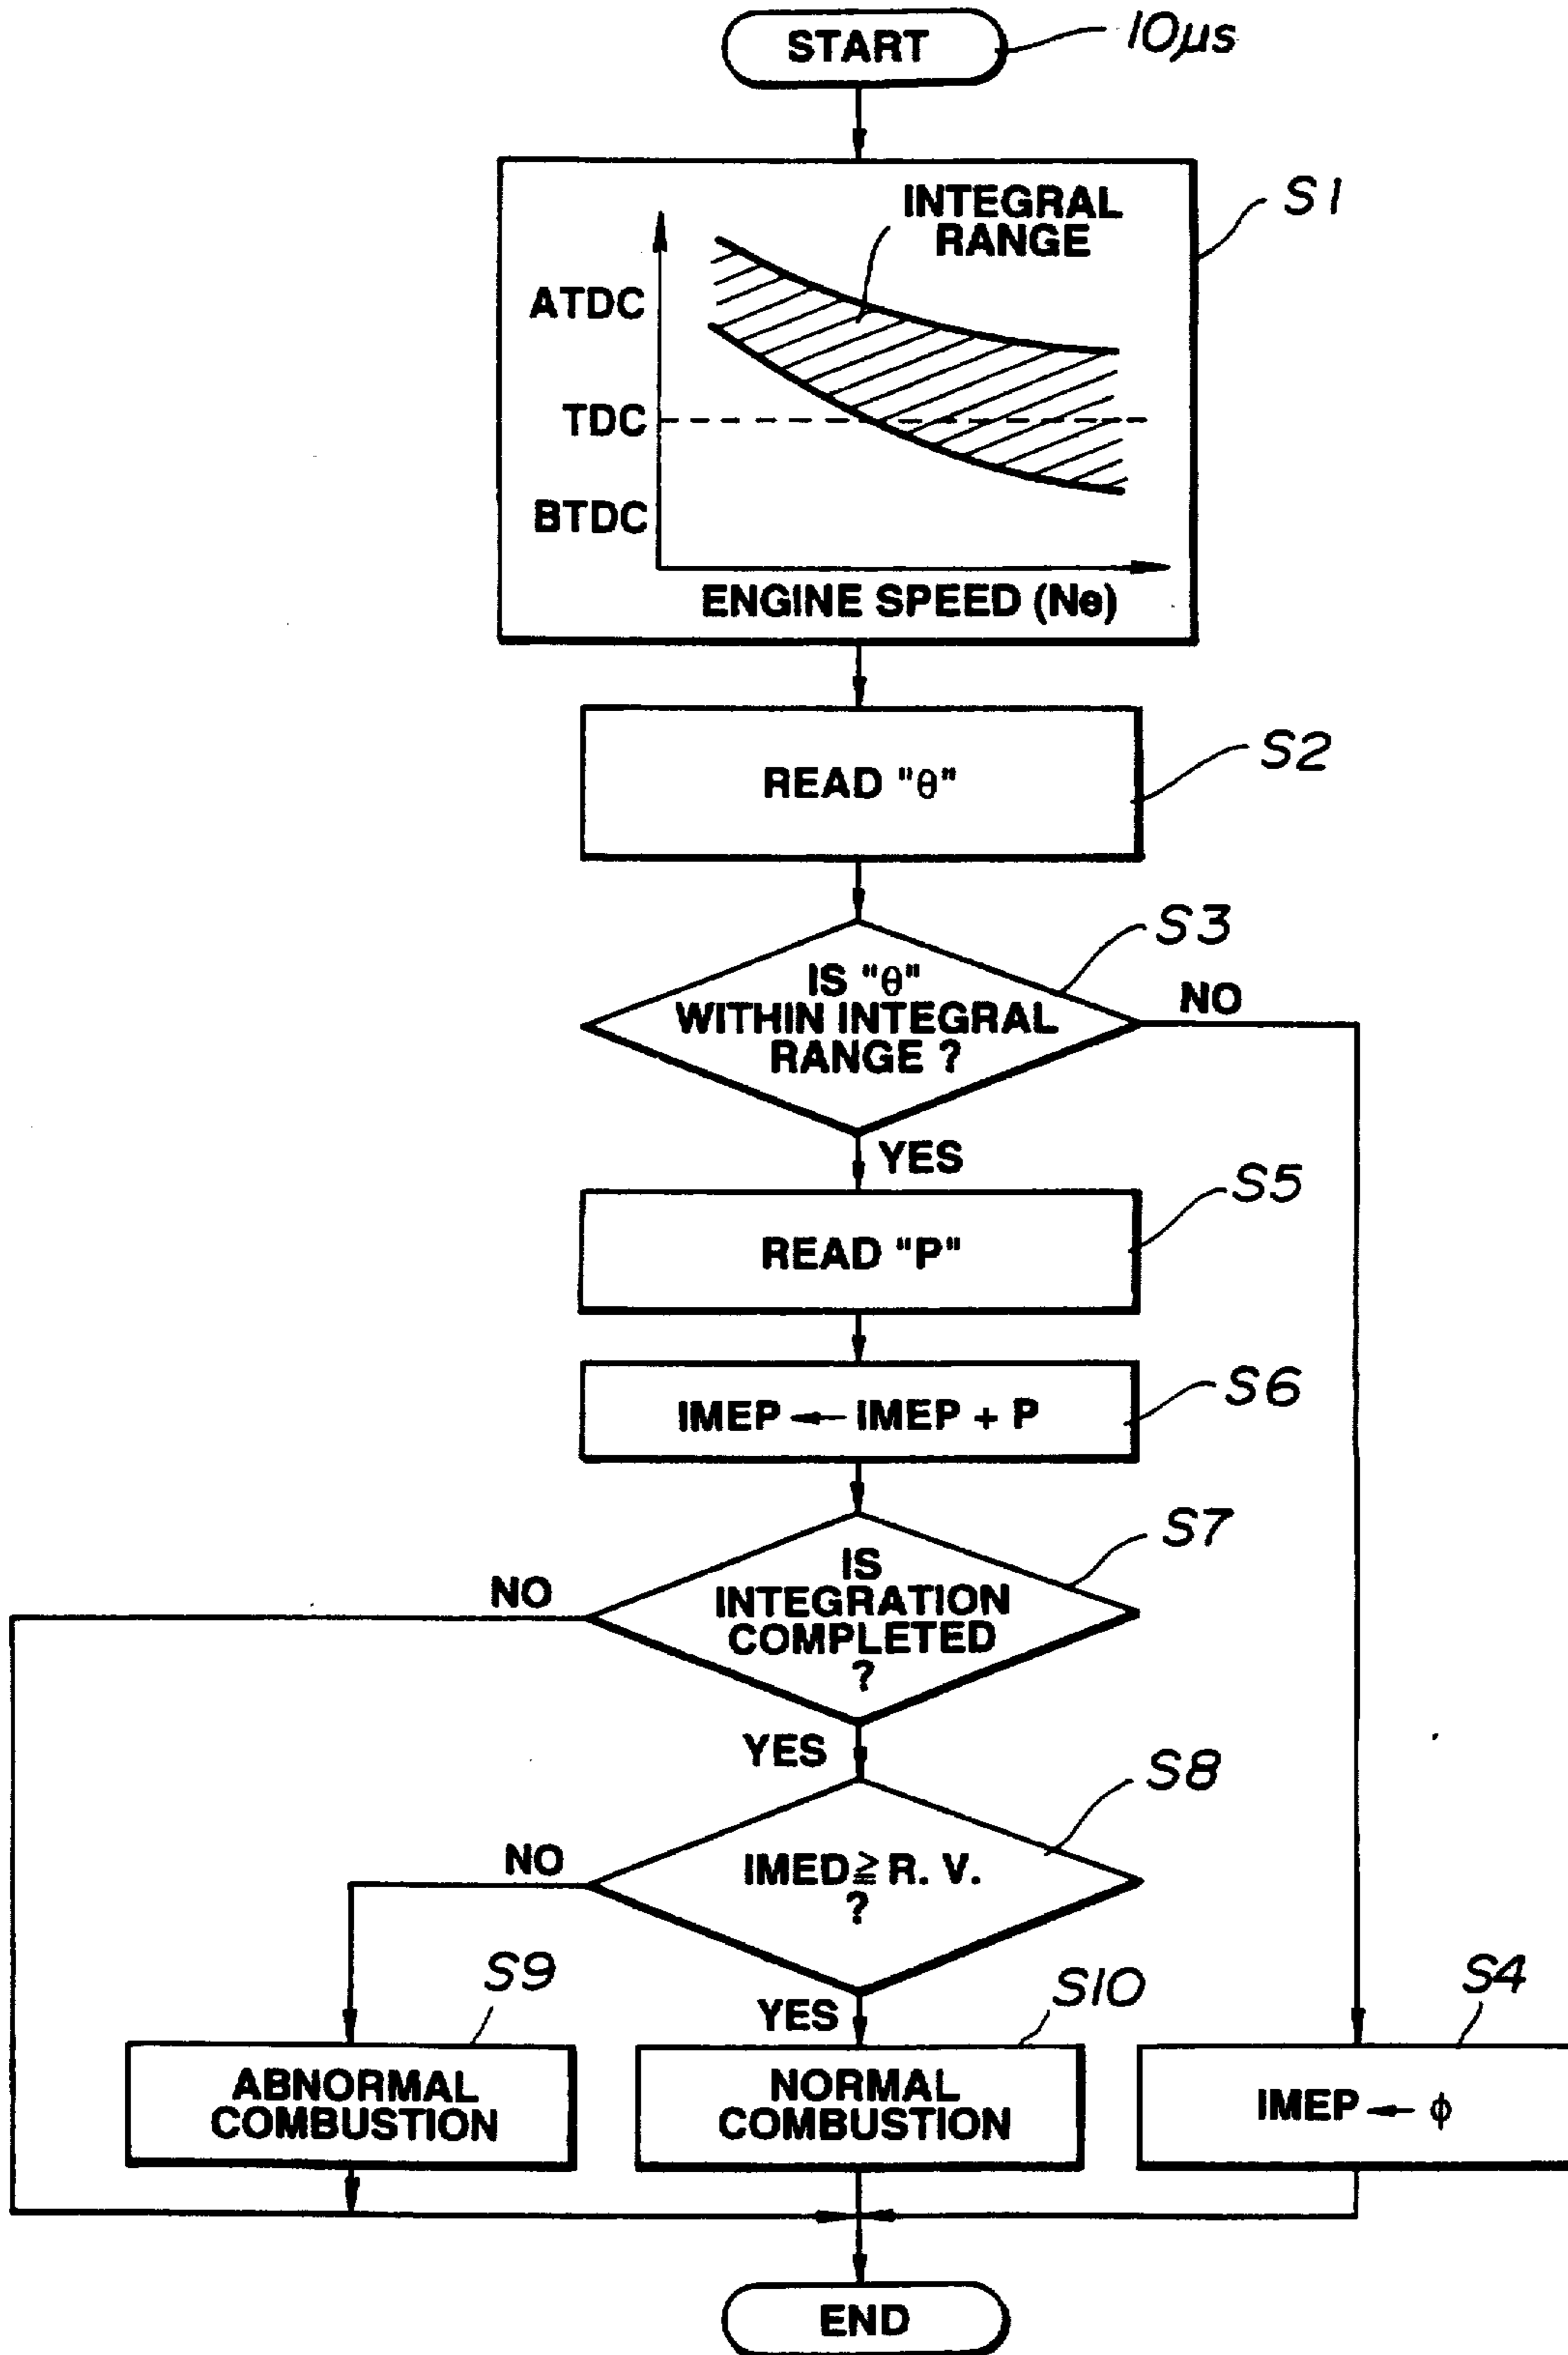 START
10μs
S1
INTEGRAL
RANGE
ATDC
TDC
BTDC
ENGINE SPEED (Ne)
S2
READ "θ"
S3
IS "θ"
WITHIN INTEGRAL
RANGE ?
NO
YES
S5
READ "P"
S6
IMEP ← IMEP + P
S7
IS
INTEGRATION
COMPLETED
?
NO
YES
S8
IMED ≧ R. V.
?
NO
YES
S9
ABNORMAL
COMBUSTION
S10
NORMAL
COMBUSTION
S4
IMEP ← ϕ
END